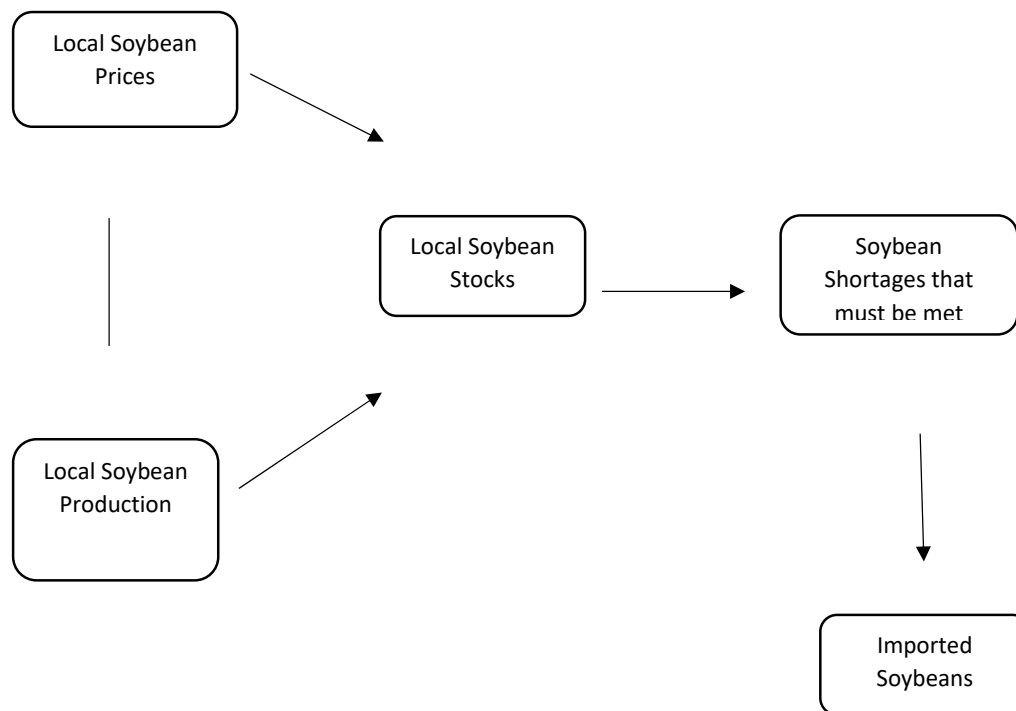 Local Soybean
Prices
Local Soybean
Stocks
Soybean
Shortages that
must be met
Local Soybean
Production
Imported
Soybeans